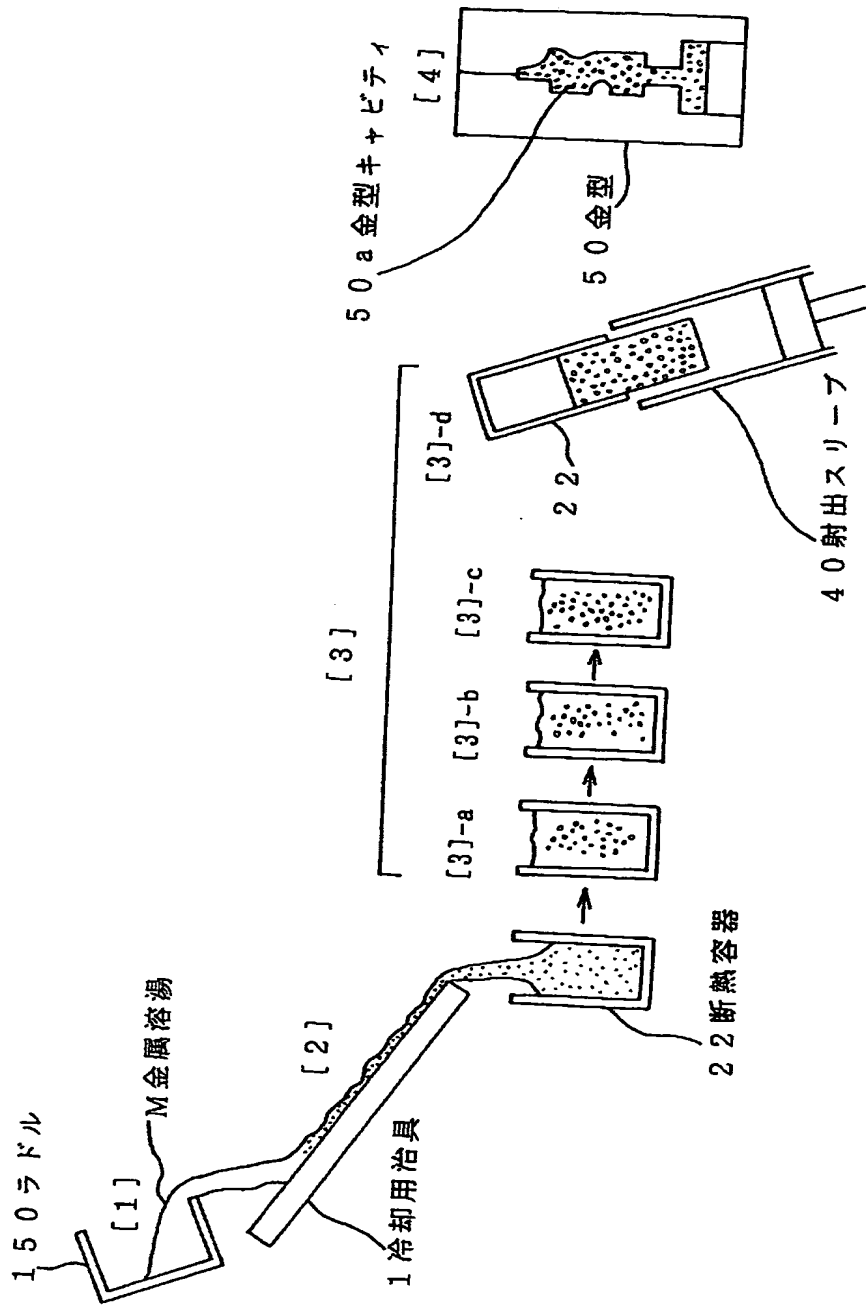 150ラドル
[1]
M金属溶湯
[2]
1冷却用治具
22断熱容器
[3]
[3]-a
[3]-b
[3]-c
[3]-d
22
40射出スリーブ
[4]
50a金型キャビティ
50金型